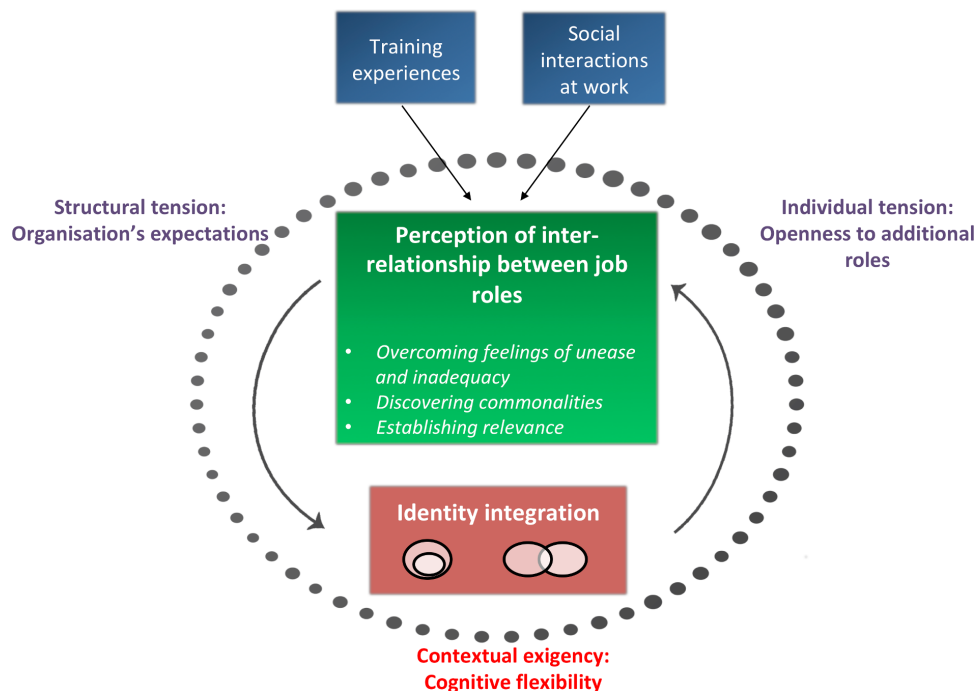 Training
experiences
Social
interactions
at work
Structural tension:
Organisation's expectations
Individual tension:
Openness to additional
roles
Perception of inter-
relationship between job
roles
• Overcoming feelings of unease
and inadequacy
• Discovering commonalities
• Establishing relevance
Identity integration
Contextual exigency:
Cognitive flexibility